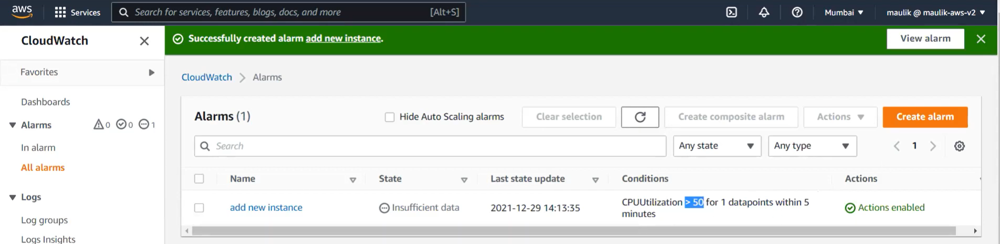 aws
Services
Search for services, features, blogs, docs, and more [Alt+S]
Mumbai
maulik @ maulik-aws-v2
CloudWatch
Successfully created alarm add new instance.
View alarm
Favorites
CloudWatch > Alarms
Dashboards
Alarms 0 0 1
In alarm
All alarms
Logs
Log groups
Logs Insights
Alarms (1)
Hide Auto Scaling alarms
Clear selection
Create composite alarm
Actions
Create alarm
Search
Any state
Any type
1
Name State Last state update Conditions Actions
add new instance Insufficient data 2021-12-29 14:13:35 CPUUtilization > 50 for 1 datapoints within 5
minutes
Actions enabled